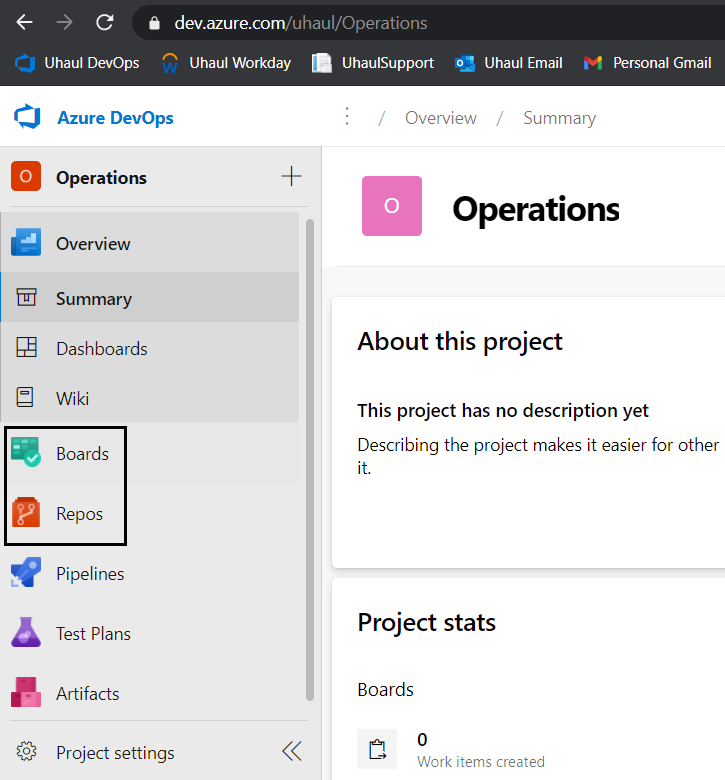 dev.azure.com/uhaul/Operations
Uhaul DevOps Uhaul Workday UhaulSupport Uhaul Email Personal Gmail
Azure DevOps / Overview / Summary
O Operations
Overview
Summary
Dashboards
Wiki
Boards
Repos
Pipelines
Test Plans
Artifacts
Project settings
O Operations
About this project
This project has no description yet
Describing the project makes it easier for other
it.
Project stats
Boards
0
Work items created